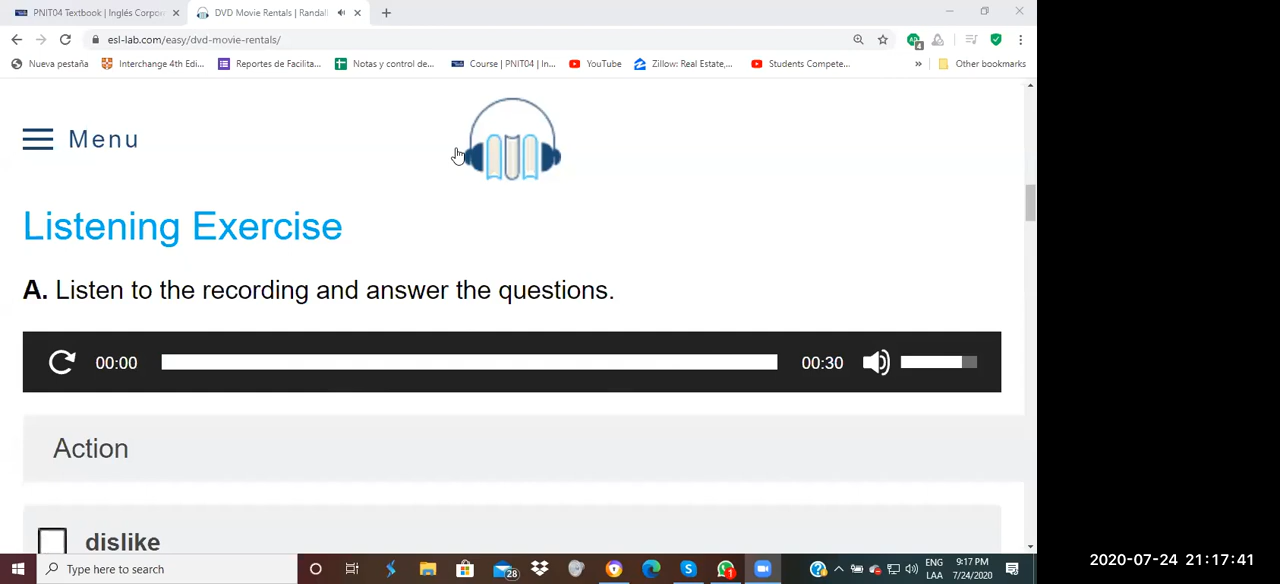 PNIT04 Textbook | Inglés Corpor
DVD Movie Rentals | Randall
esl-lab.com/easy/dvd-movie-rentals/
4
Nueva pestaña
Interchange 4th Edi...
Reportes de Facilita...
Notas y control de...
Course | PNIT04 | In...
YouTube
Zillow: Real Estate,...
Students Compete...
»
Other bookmarks
Menu
Listening Exercise
A. Listen to the recording and answer the questions.
00:00
00:30
Action
dislike
Type here to search
28
1
ENG
LAA
9:17 PM
7/24/2020
2020-07-24 21:17:41